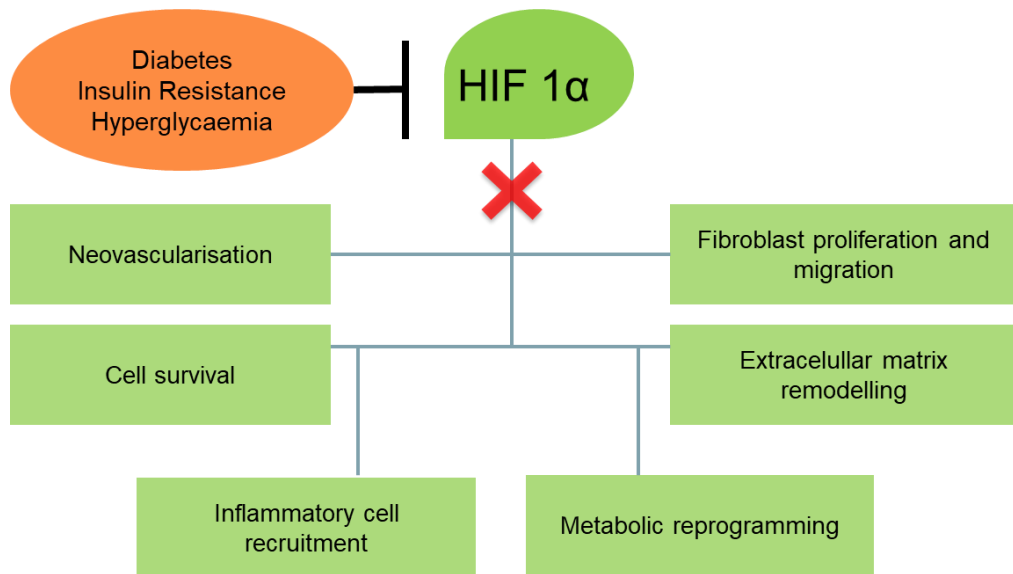 Diabetes
Insulin Resistance
Hyperglycaemia
HIF 1α
Neovascularisation
Fibroblast proliferation and
migration
Cell survival
Extracelullar matrix
remodelling
Inflammatory cell
recruitment
Metabolic reprogramming